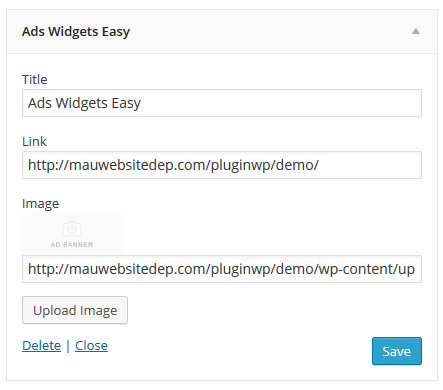 Ads Widgets Easy
Title
Ads Widgets Easy
Link
http://mauwebsitedep.com/pluginwp/demo/
Image
AD BANNER
http://mauwebsitedep.com/pluginwp/demo/wp-content/up
Upload Image
Delete | Close
Save